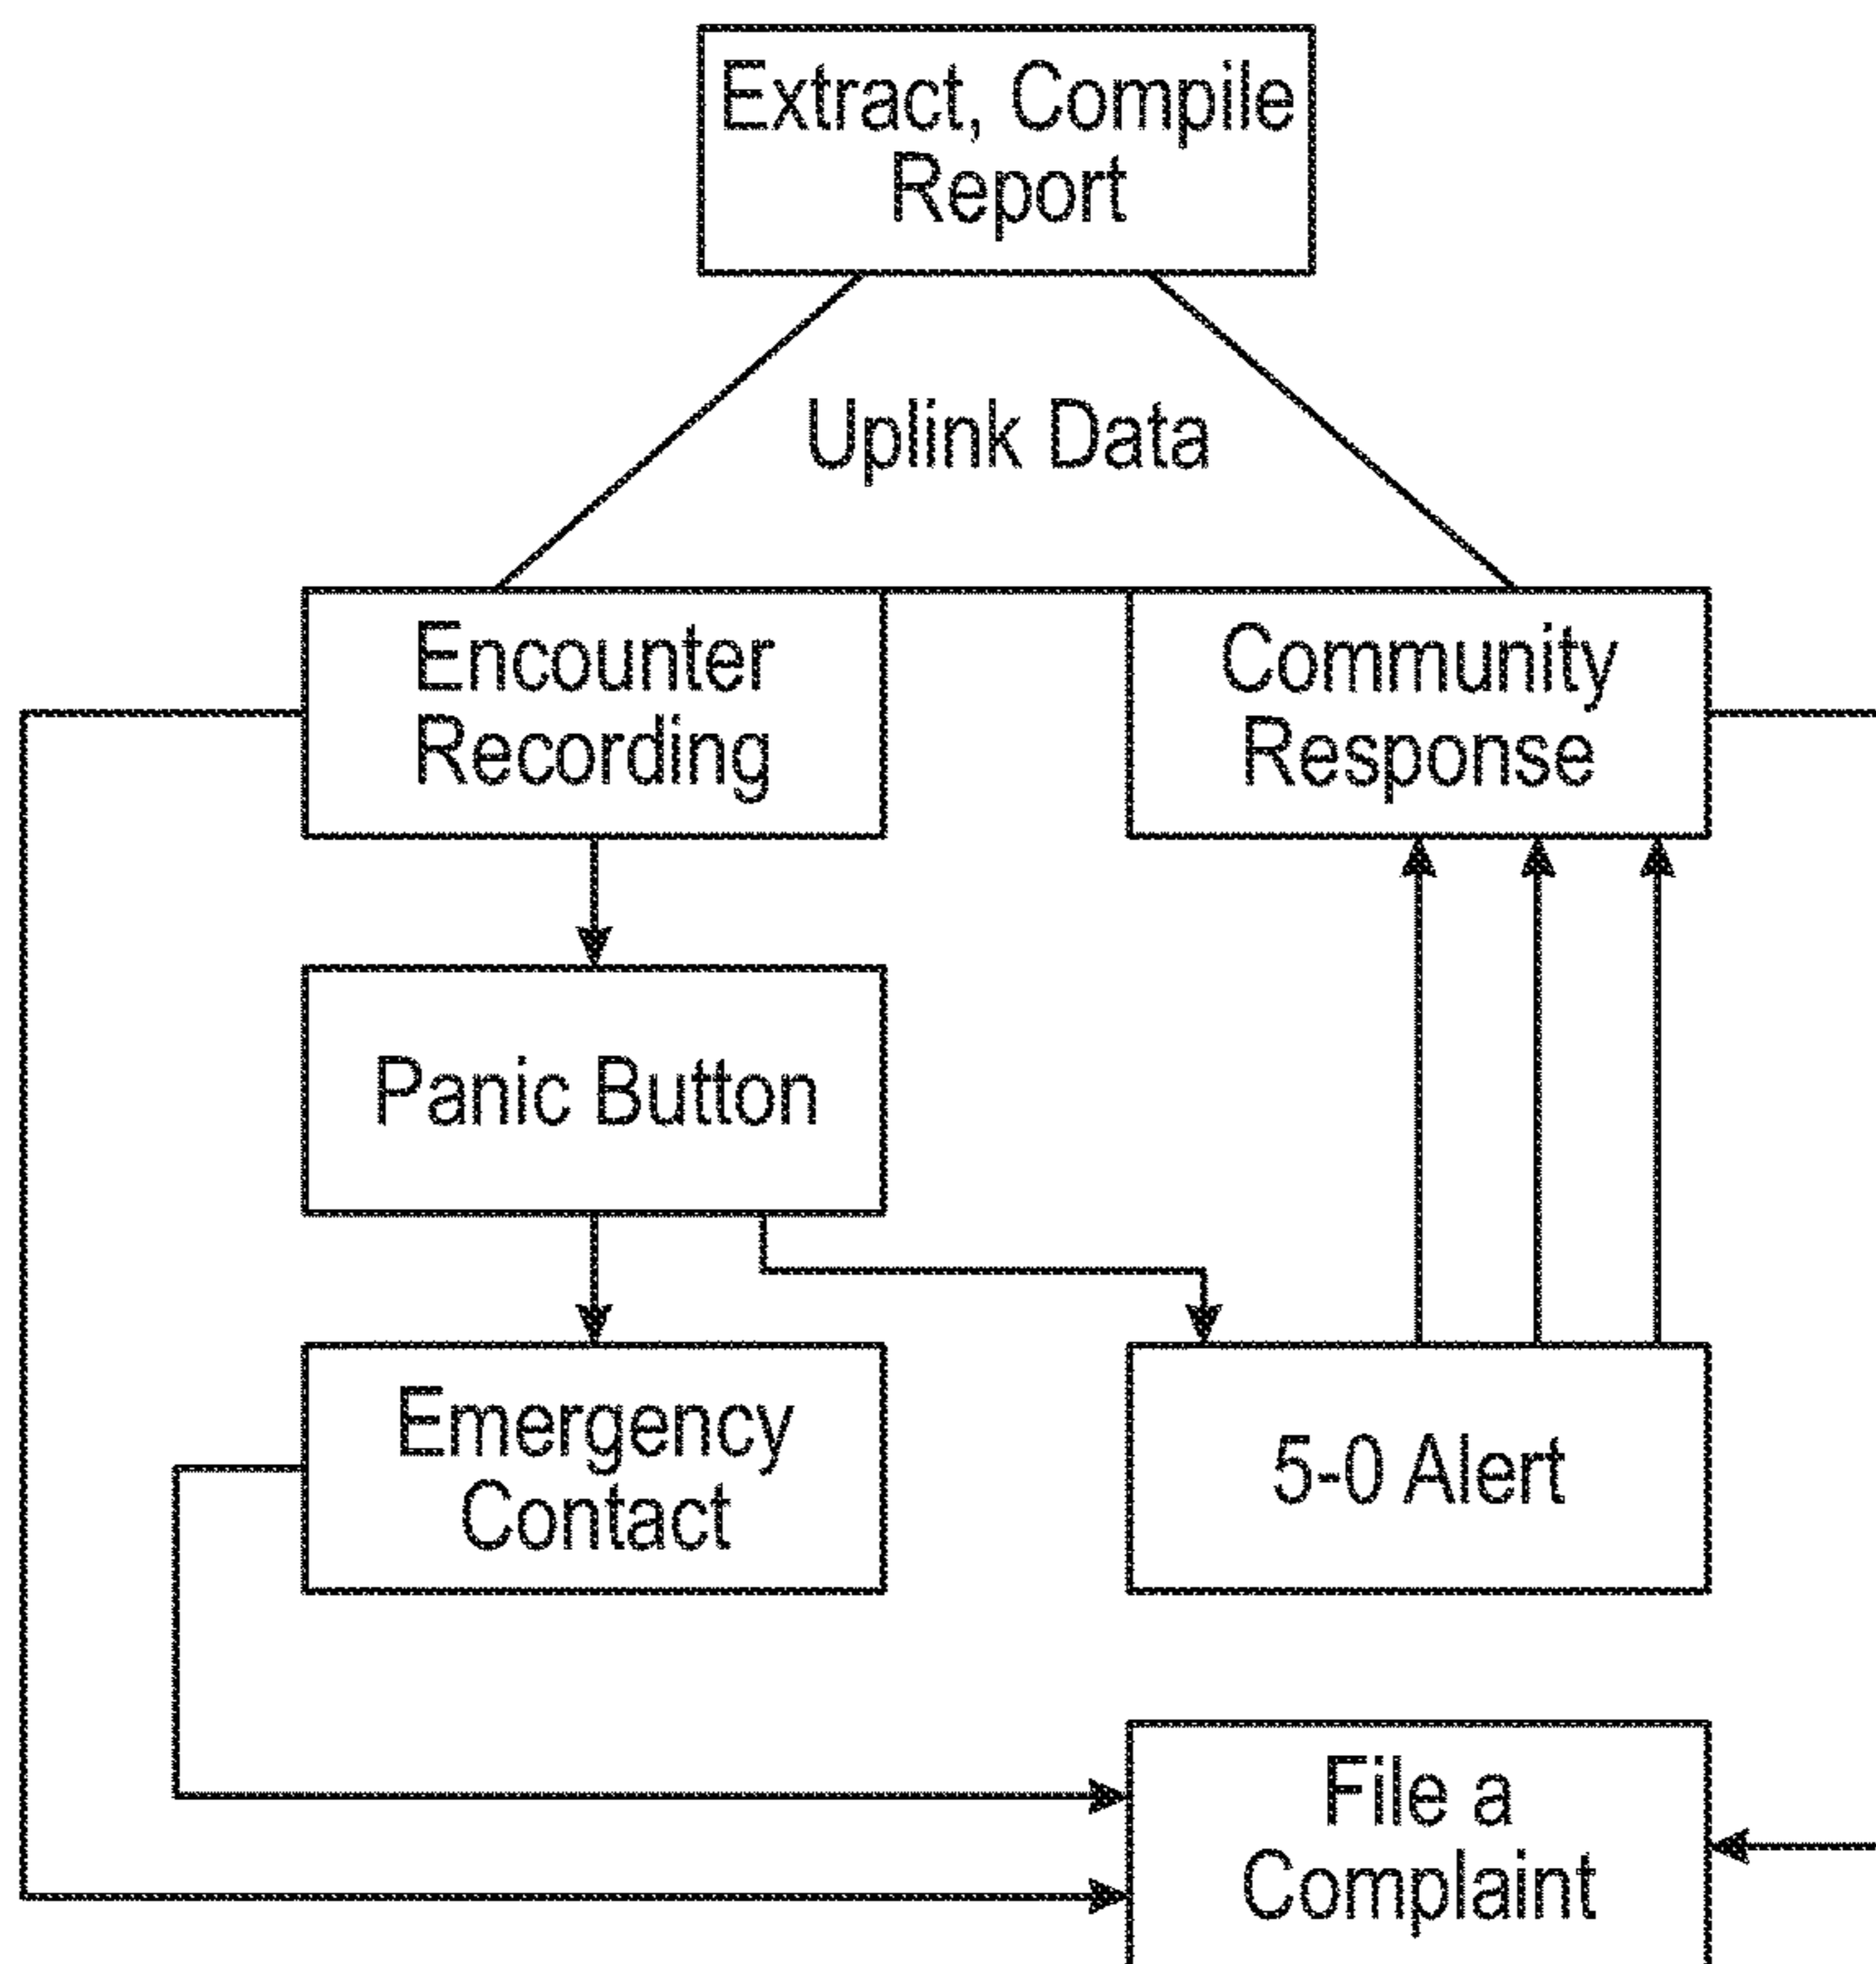 Extract, Compile
Report
Uplink Data
Encounter
Recording
Community
Response
Panic Button
Emergency
Contact
5-0 Alert
File a
Complaint